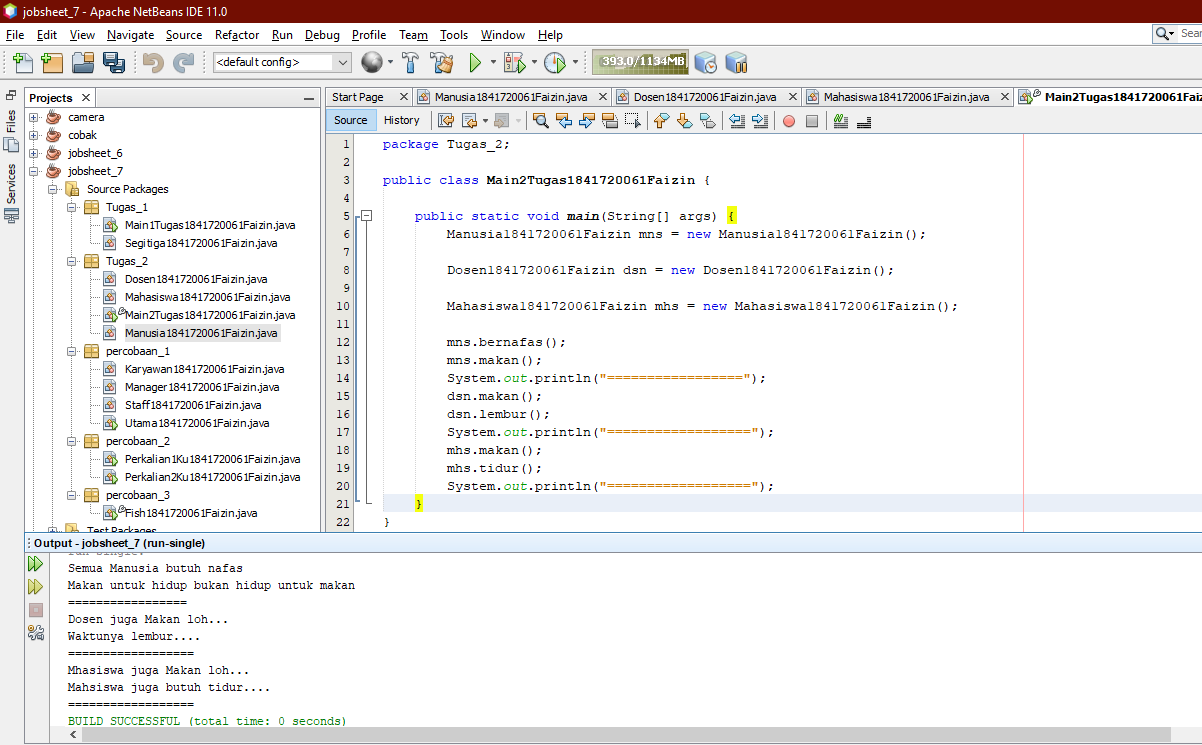 jobsheet_7 - Apache NetBeans IDE 11.0
File Edit View Navigate Source Refactor Run Debug Profile Team Tools Window Help
<default config>
393.0/1134MB
Projects
Files
Services
camera
cobak
jobsheet_6
jobsheet_7
Source Packages
Tugas_1
Main1Tugas1841720061Faizin.java
Segitiga1841720061Faizin.java
Tugas_2
Dosen1841720061Faizin.java
Mahasiswa1841720061Faizin.java
Main2Tugas1841720061Faizin.java
Manusia1841720061Faizin.java
percobaan_1
Karyawan1841720061Faizin.java
Manager1841720061Faizin.java
Staff1841720061Faizin.java
Utama1841720061Faizin.java
percobaan_2
Perkalian1Ku1841720061Faizin.java
Perkalian2Ku1841720061Faizin.java
percobaan_3
Fish1841720061Faizin.java
Test Packages
Start Page Manusia1841720061Faizin.java Dosen1841720061Faizin.java Mahasiswa1841720061Faizin.java Main2Tugas1841720061Fai
Source History
1 package Tugas_2;
2
3 public class Main2Tugas1841720061Faizin {
4
5 public static void main(String[] args) {
6 Manusia1841720061Faizin mns = new Manusia1841720061Faizin();
7
8 Dosen1841720061Faizin dsn = new Dosen1841720061Faizin();
9
10 Mahasiswa1841720061Faizin mhs = new Mahasiswa1841720061Faizin();
11
12 mns.bernafas();
13 mns.makan();
14 System.out.println("=================");
15 dsn.makan();
16 dsn.lembur();
17 System.out.println("==================");
18 mhs.makan();
19 mhs.tidur();
20 System.out.println("==================");
21 }
22 }
Output - jobsheet_7 (run-single)
run-single:
Semua Manusia butuh nafas
Makan untuk hidup bukan hidup untuk makan
=================
Dosen juga Makan loh...
Waktunya lembur....
==================
Mhasiswa juga Makan loh...
Mahsiswa juga butuh tidur....
==================
BUILD SUCCESSFUL (total time: 0 seconds)